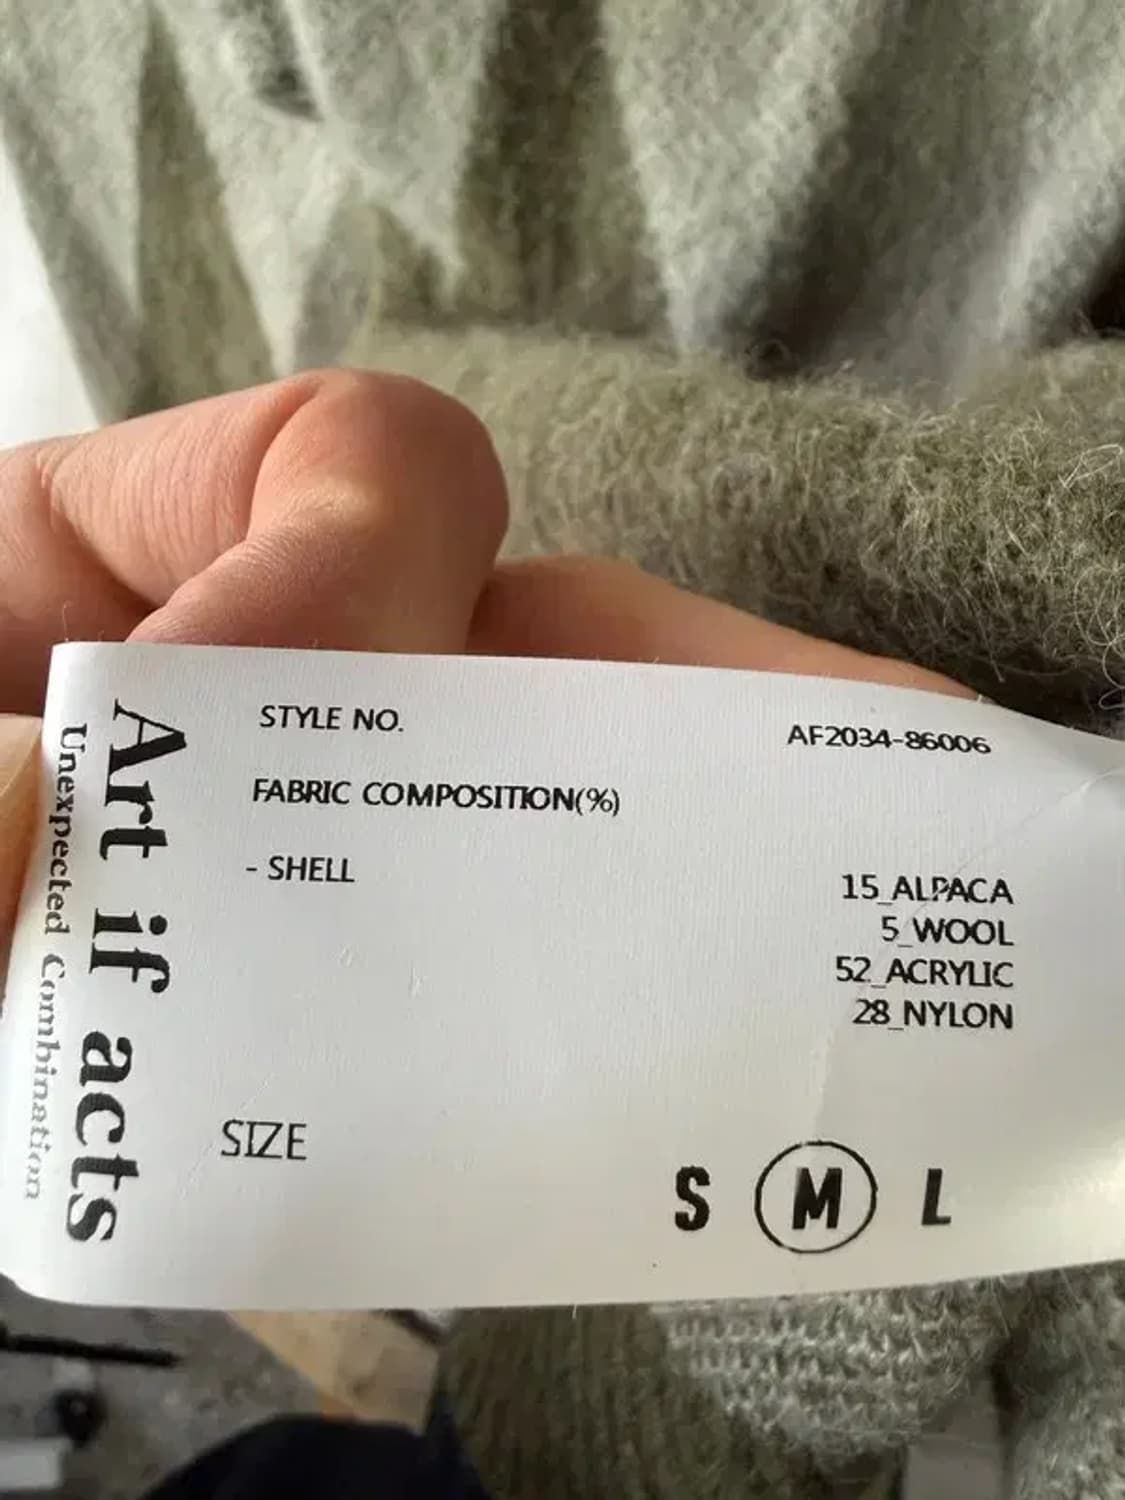 Art if acts
Unexpected Combination
STYLE NO. AF2034-86006
FABRIC COMPOSITION(%)
- SHELL 15_ALPACA
5_WOOL
52_ACRYLIC
28_NYLON
SIZE S M L